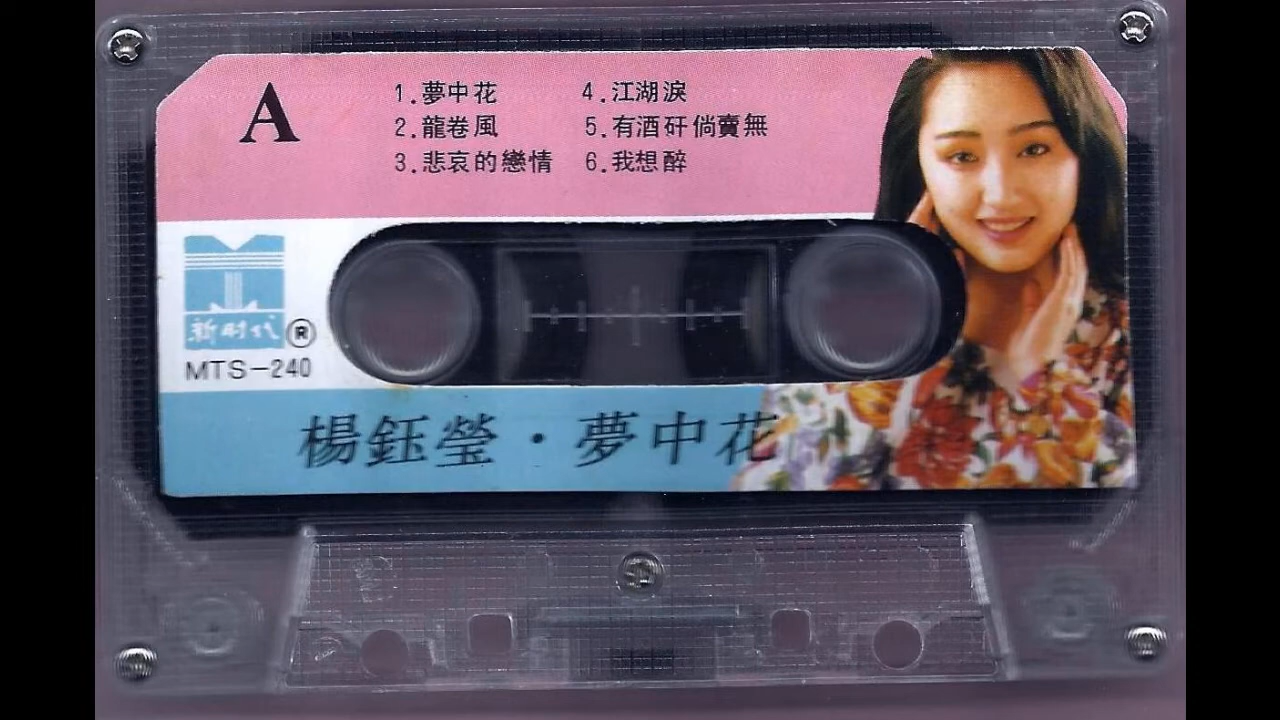 A
1.夢中花
2.龍卷風
3.悲哀的戀情
4.江湖淚
5.有酒矸倘賣無
6.我想醉
新时代®
MTS-240
楊鈺瑩·夢中花